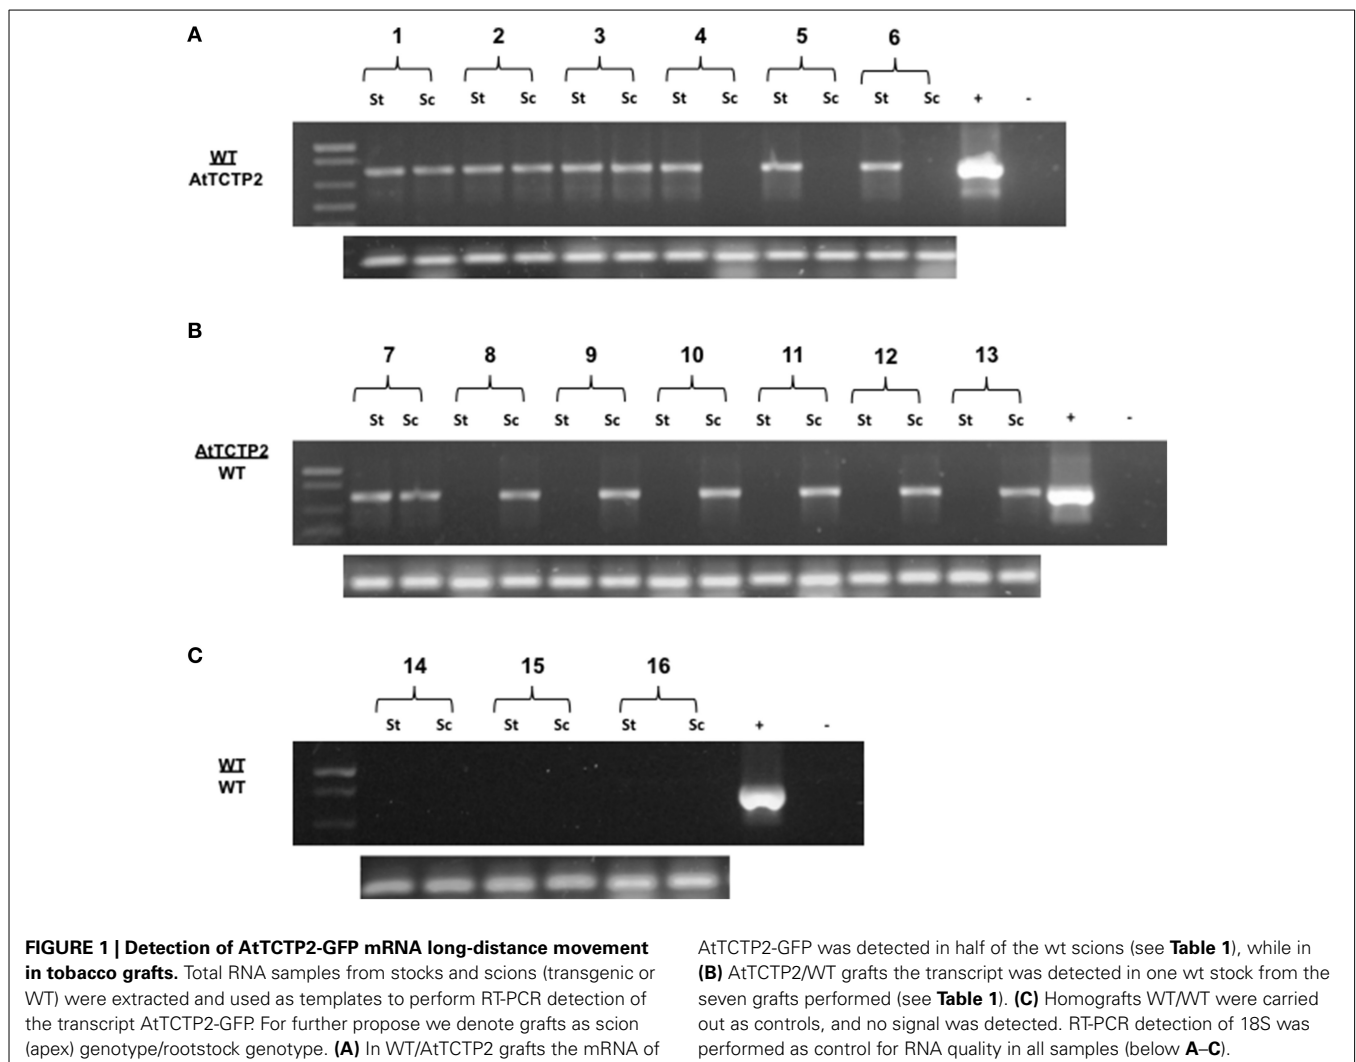 A
1 2 3 4 5 6
St Sc St Sc St Sc St Sc St Sc St Sc + -
WT
AtTCTP2
B
7 8 9 10 11 12 13
St Sc St Sc St Sc St Sc St Sc St Sc St Sc + -
AtTCTP2
WT
C
14 15 16
St Sc St Sc St Sc + -
WT
WT
FIGURE 1 | Detection of AtTCTP2-GFP mRNA long-distance movement
in tobacco grafts. Total RNA samples from stocks and scions (transgenic or
WT) were extracted and used as templates to perform RT-PCR detection of
the transcript AtTCTP2-GFP. For further propose we denote grafts as scion
(apex) genotype/rootstock genotype. (A) In WT/AtTCTP2 grafts the mRNA of
AtTCTP2-GFP was detected in half of the wt scions (see Table 1), while in
(B) AtTCTP2/WT grafts the transcript was detected in one wt stock from the
seven grafts performed (see Table 1). (C) Homografts WT/WT were carried
out as controls, and no signal was detected. RT-PCR detection of 18S was
performed as control for RNA quality in all samples (below A–C).